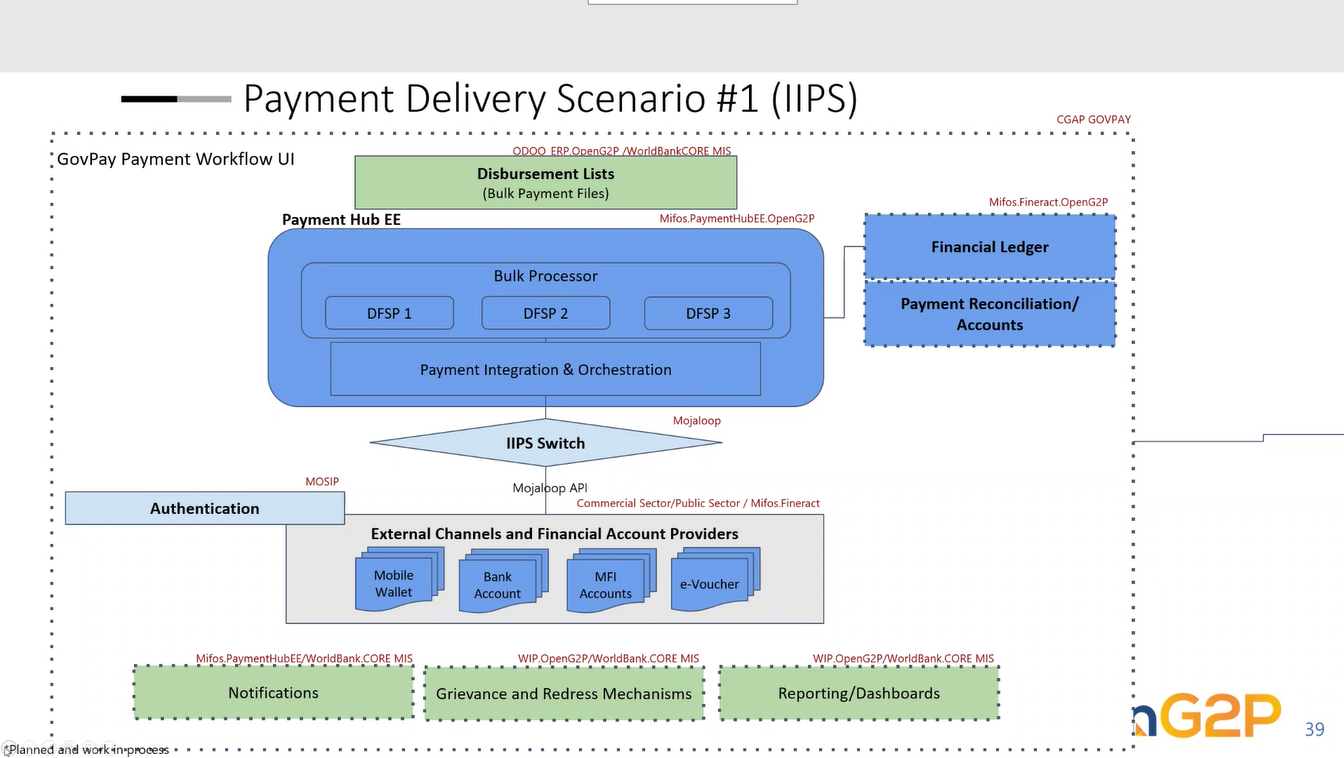 Payment Delivery Scenario #1 (IIPS)
CGAP GOVPAY
GovPay Payment Workflow UI
ODOO_ERP.OpenG2P /WorldBankCORE MIS
Disbursement Lists
(Bulk Payment Files)
Payment Hub EE
Mifos.PaymentHubEE.OpenG2P
Mifos.Fineract.OpenG2P
Financial Ledger
Bulk Processor
DFSP 1
DFSP 2
DFSP 3
Payment Reconciliation/
Accounts
Payment Integration & Orchestration
Mojaloop
IIPS Switch
Mojaloop API
MOSIP
Authentication
Commercial Sector/Public Sector / Mifos.Fineract
External Channels and Financial Account Providers
Mobile
Wallet
Bank
Account
MFI
Accounts
e-Voucher
Mifos.PaymentHubEE/WorldBank.CORE MIS
Notifications
WIP.OpenG2P/WorldBank.CORE MIS
Grievance and Redress Mechanisms
WIP.OpenG2P/WorldBank.CORE MIS
Reporting/Dashboards
nG2P
39
*Planned and work in process